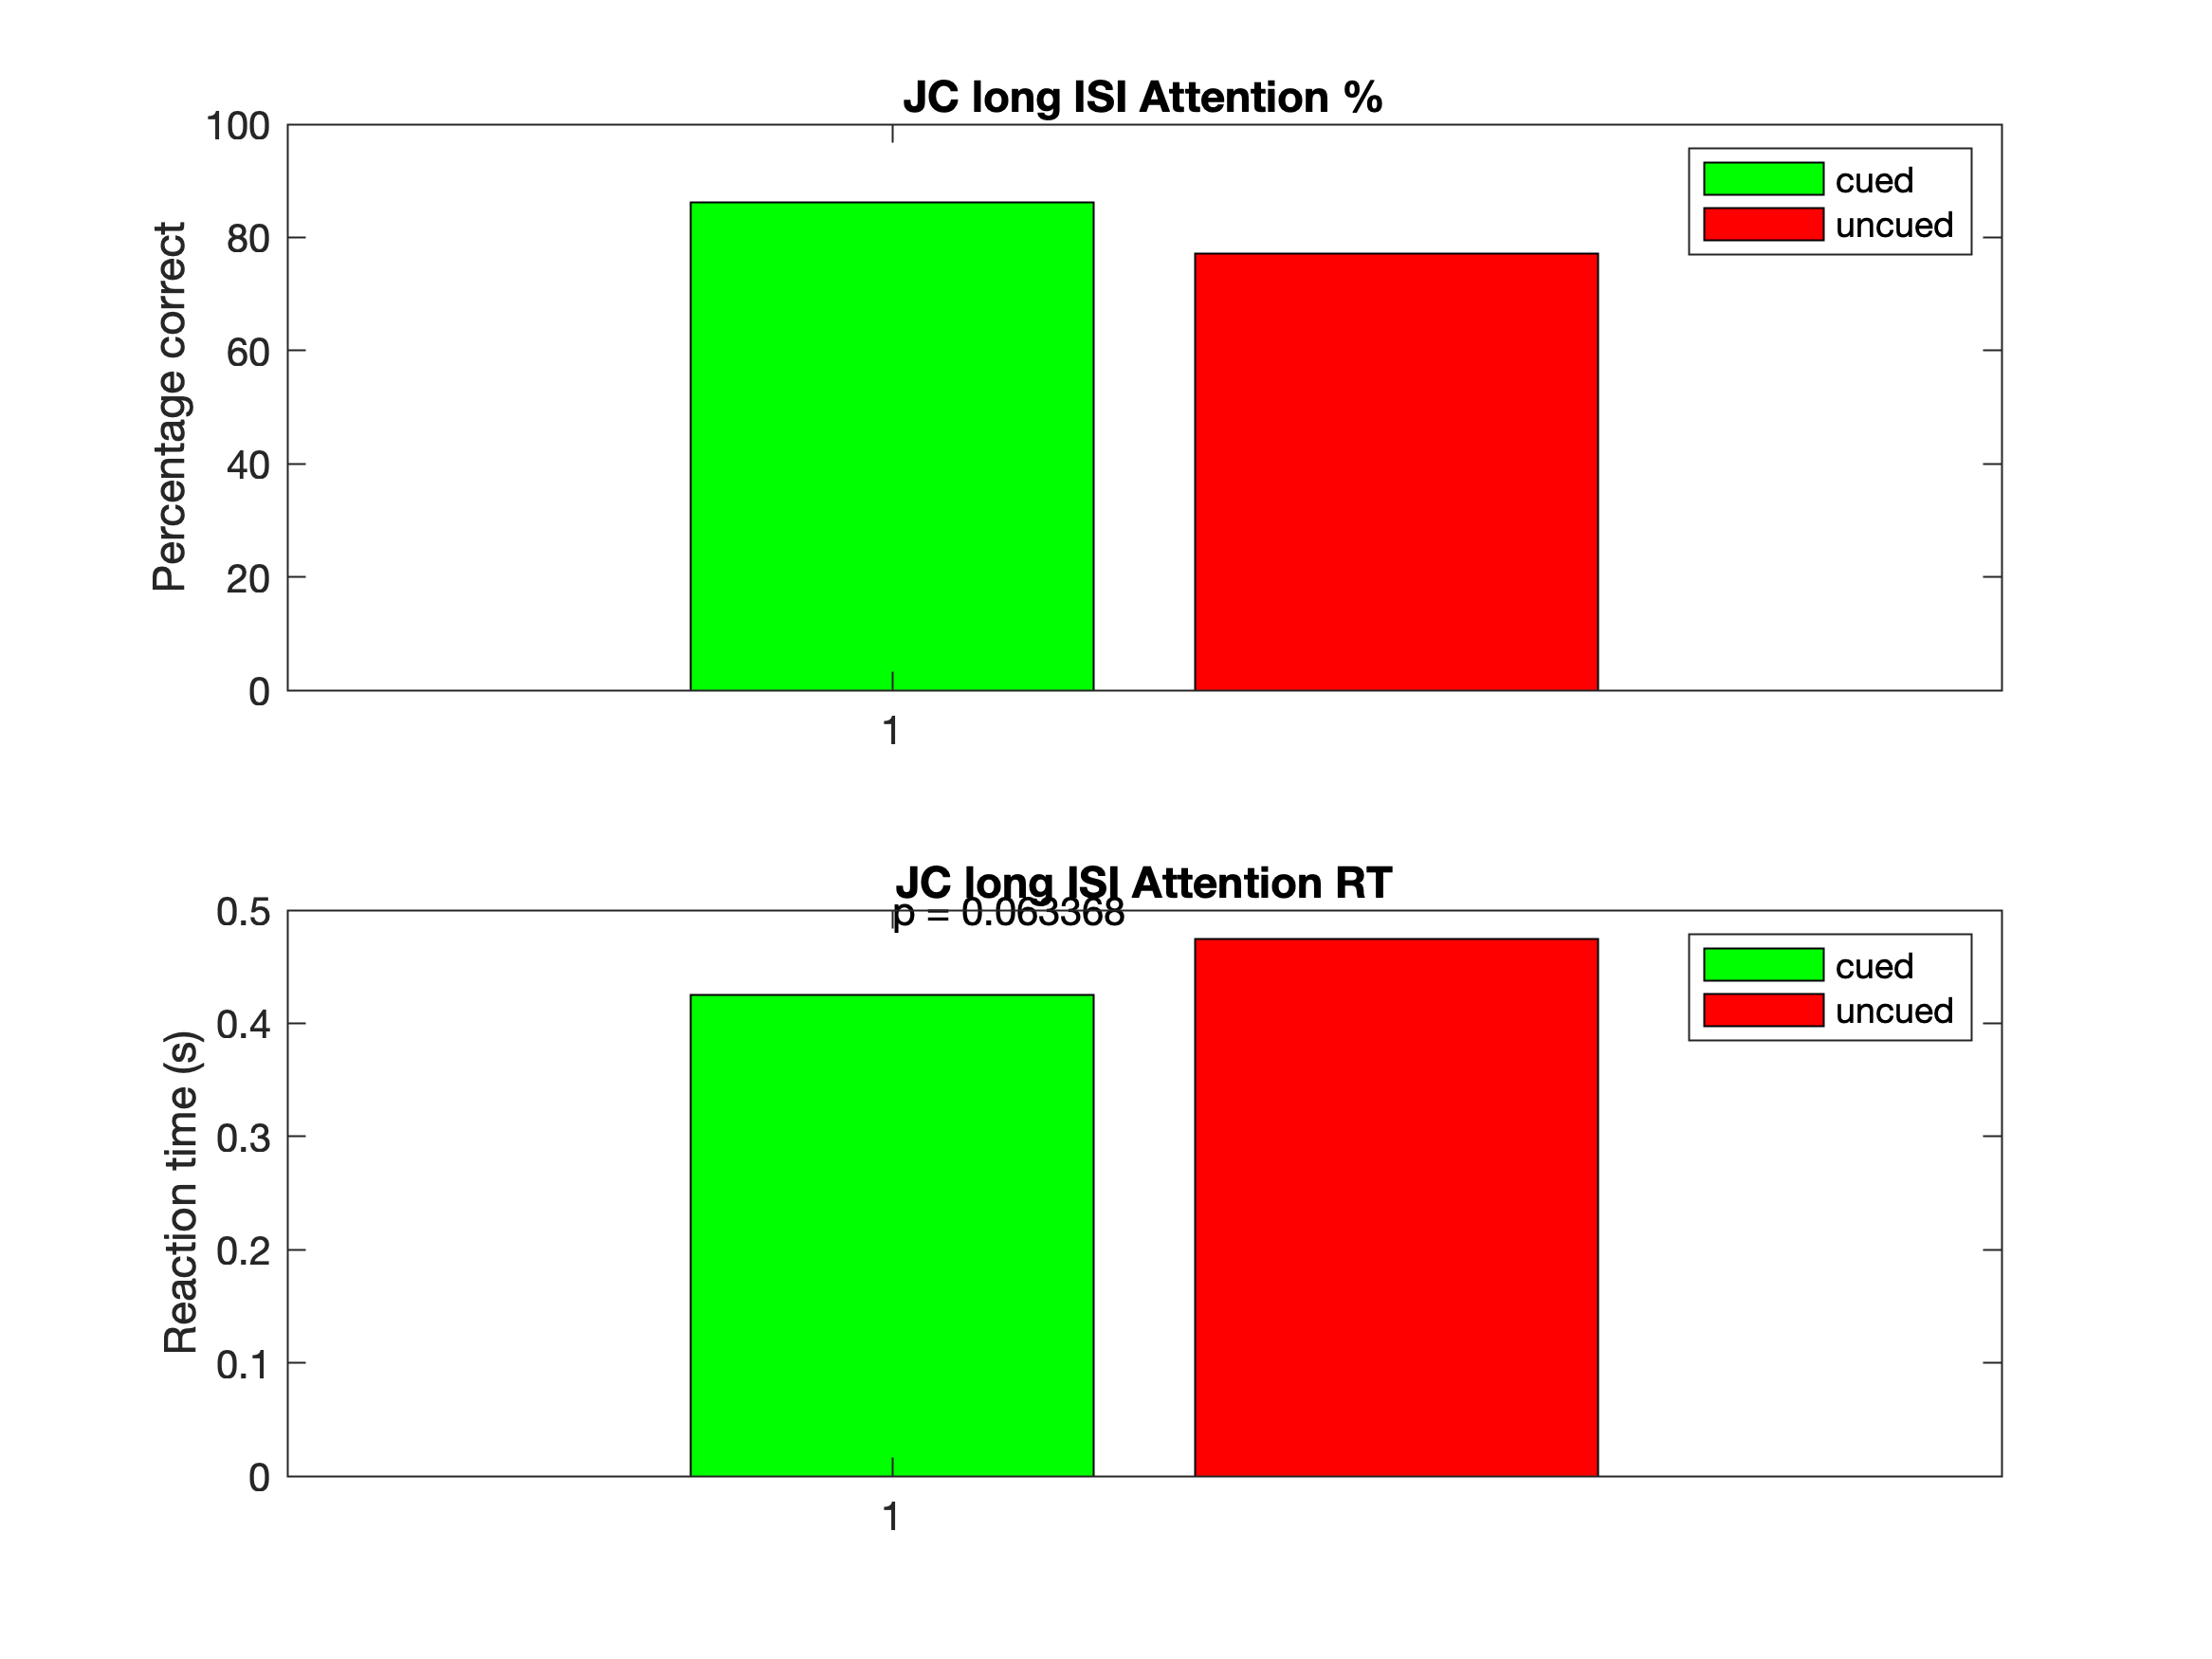 JC long ISI Attention %
100
80
60
40
20
0
Percentage correct
cued
uncued
1
JC long ISI Attention RT
p = 0.063368
0.5
0.4
0.3
0.2
0.1
0
Reaction time (s)
cued
uncued
1